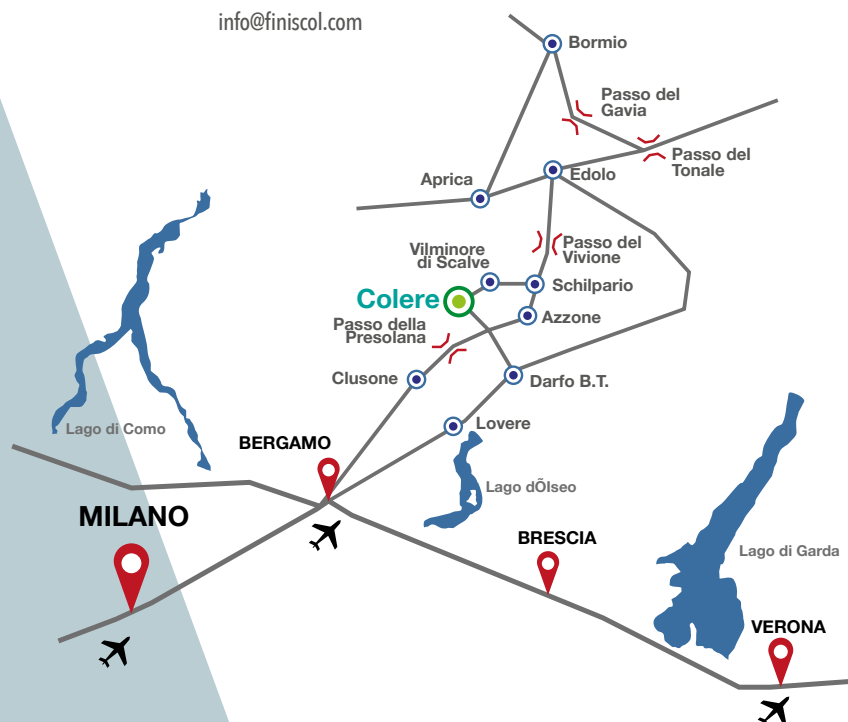 info@finiscol.com
Bormio
Passo del
Gavia
Passo del
Tonale
Aprica
Edolo
Vilminore
di Scalve
Passo del
Vivione
Schilpario
Colere
Azzone
Passo della
Presolana
Clusone
Darfo B.T.
Lovere
Lago di Como
BERGAMO
Lago dÕIseo
MILANO
BRESCIA
Lago di Garda
VERONA